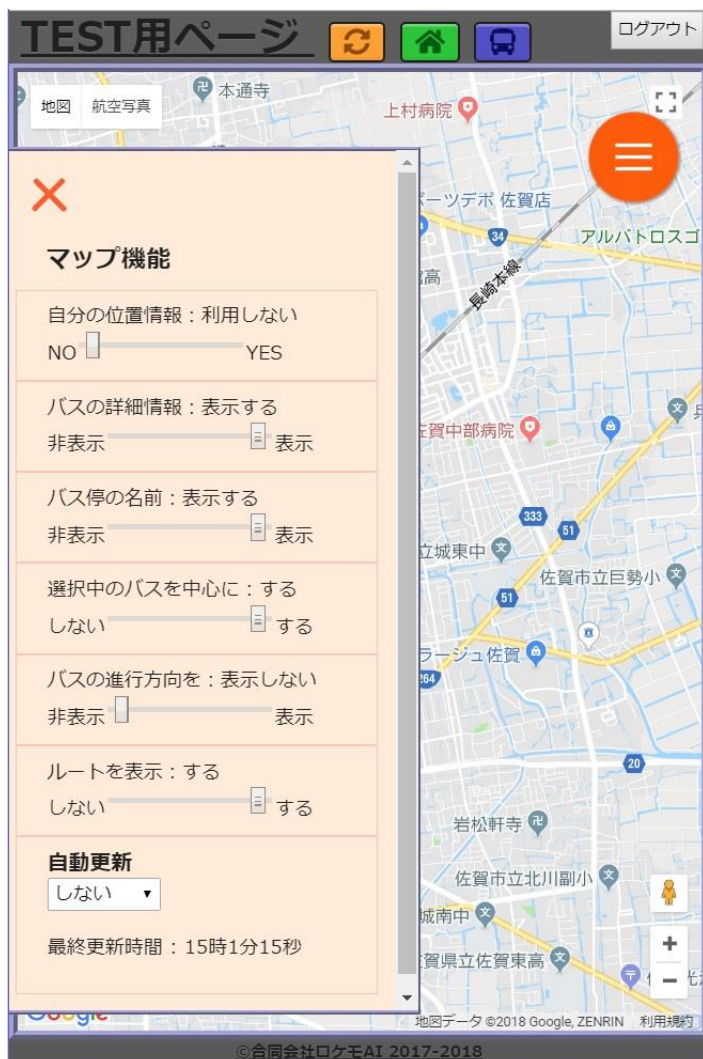 TEST用ページ
ログアウト
地図 航空写真
本通寺
上村病院
ーツデポ 佐賀店
34
アルバトロスゴ
長崎本線
マップ機能
自分の位置情報：利用しない
NO YES
バスの詳細情報：表示する
非表示 表示
バス停の名前：表示する
非表示 表示
選択中のバスを中心に：する
しない する
バスの進行方向を：表示しない
非表示 表示
ルートを表示：する
しない する
自動更新
しない
最終更新時間：15時1分15秒
佐賀中部病院
333
51
立城東中
佐賀市立巨勢小
51
ラージュ佐賀
264
20
岩松軒寺
佐賀市立北川副小
城南中
賀県立佐賀東高
Google
地図データ ©2018 Google, ZENRIN 利用規約
©合同会社ロケモAI 2017-2018